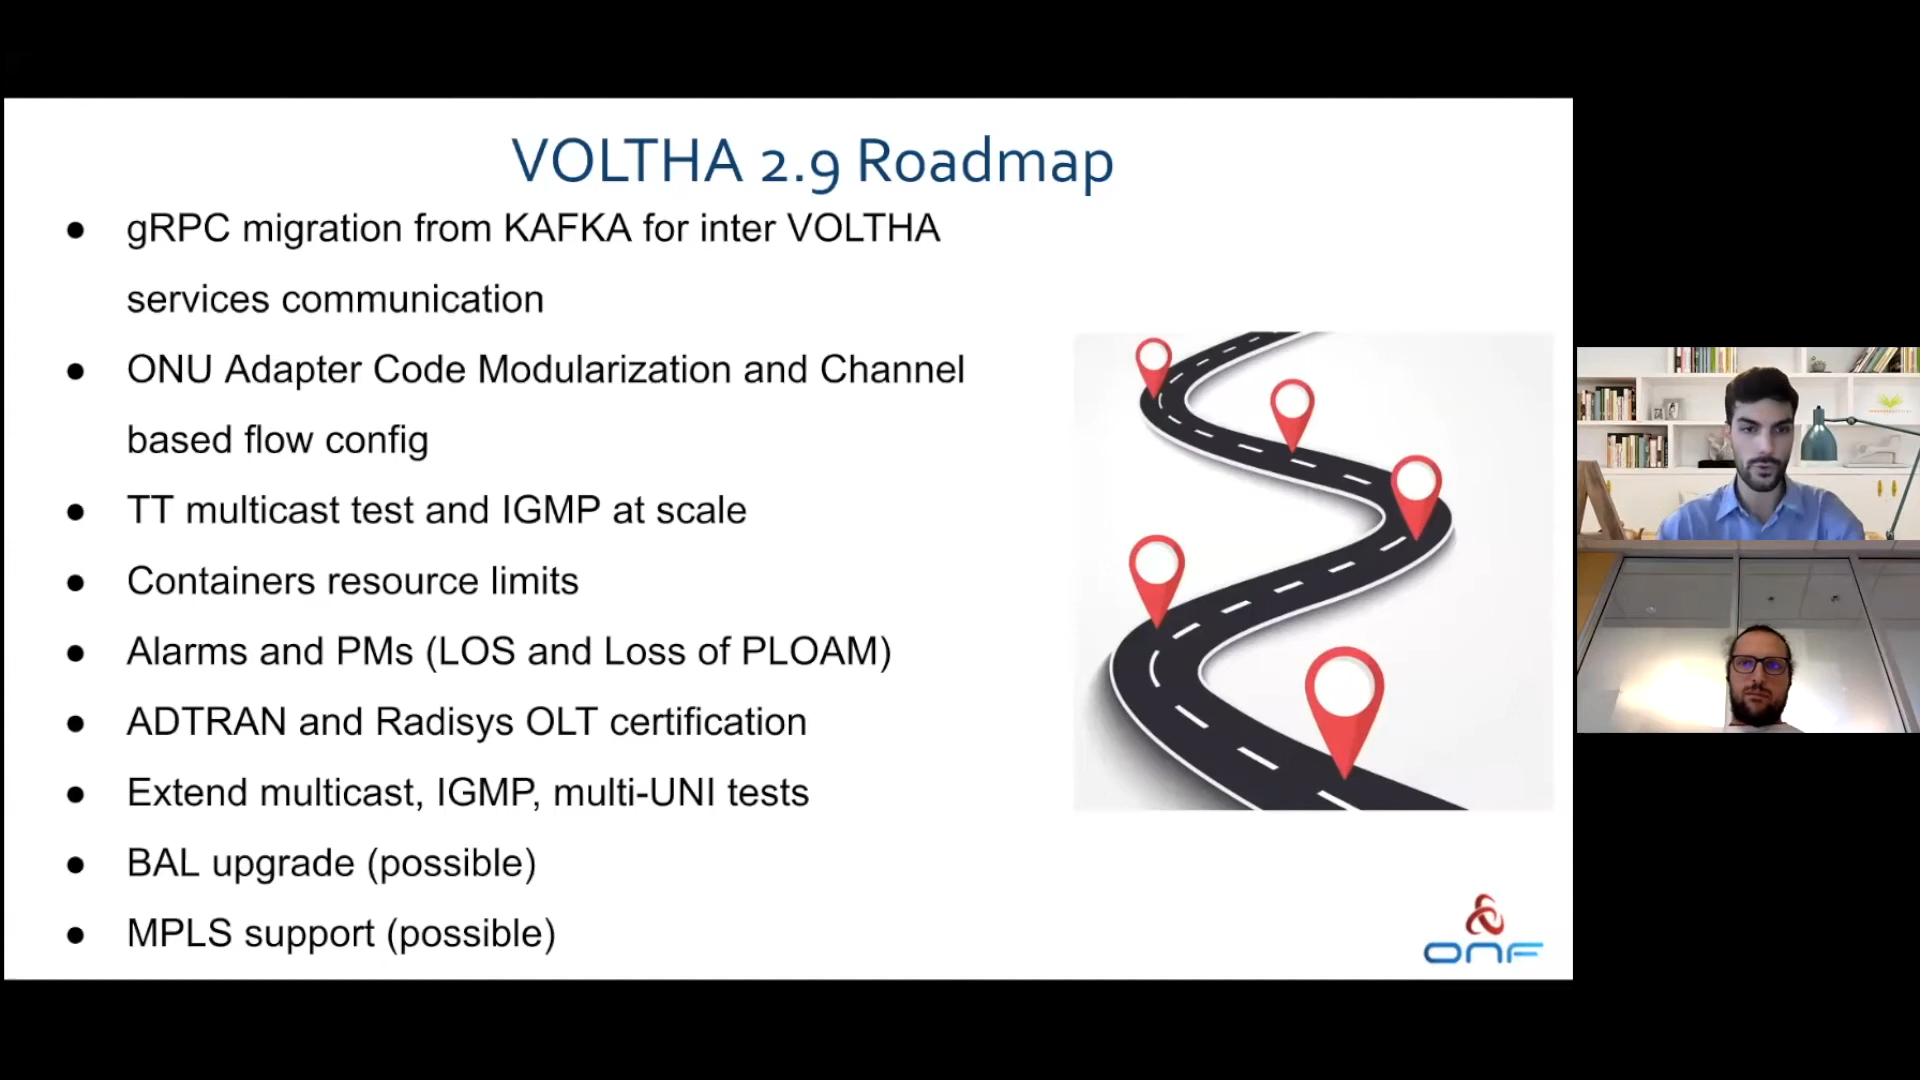 VOLTHA 2.9 Roadmap
● gRPC migration from KAFKA for inter VOLTHA
services communication
● ONU Adapter Code Modularization and Channel
based flow config
● TT multicast test and IGMP at scale
● Containers resource limits
● Alarms and PMs (LOS and Loss of PLOAM)
● ADTRAN and Radisys OLT certification
● Extend multicast, IGMP, multi-UNI tests
● BAL upgrade (possible)
● MPLS support (possible)
ONF